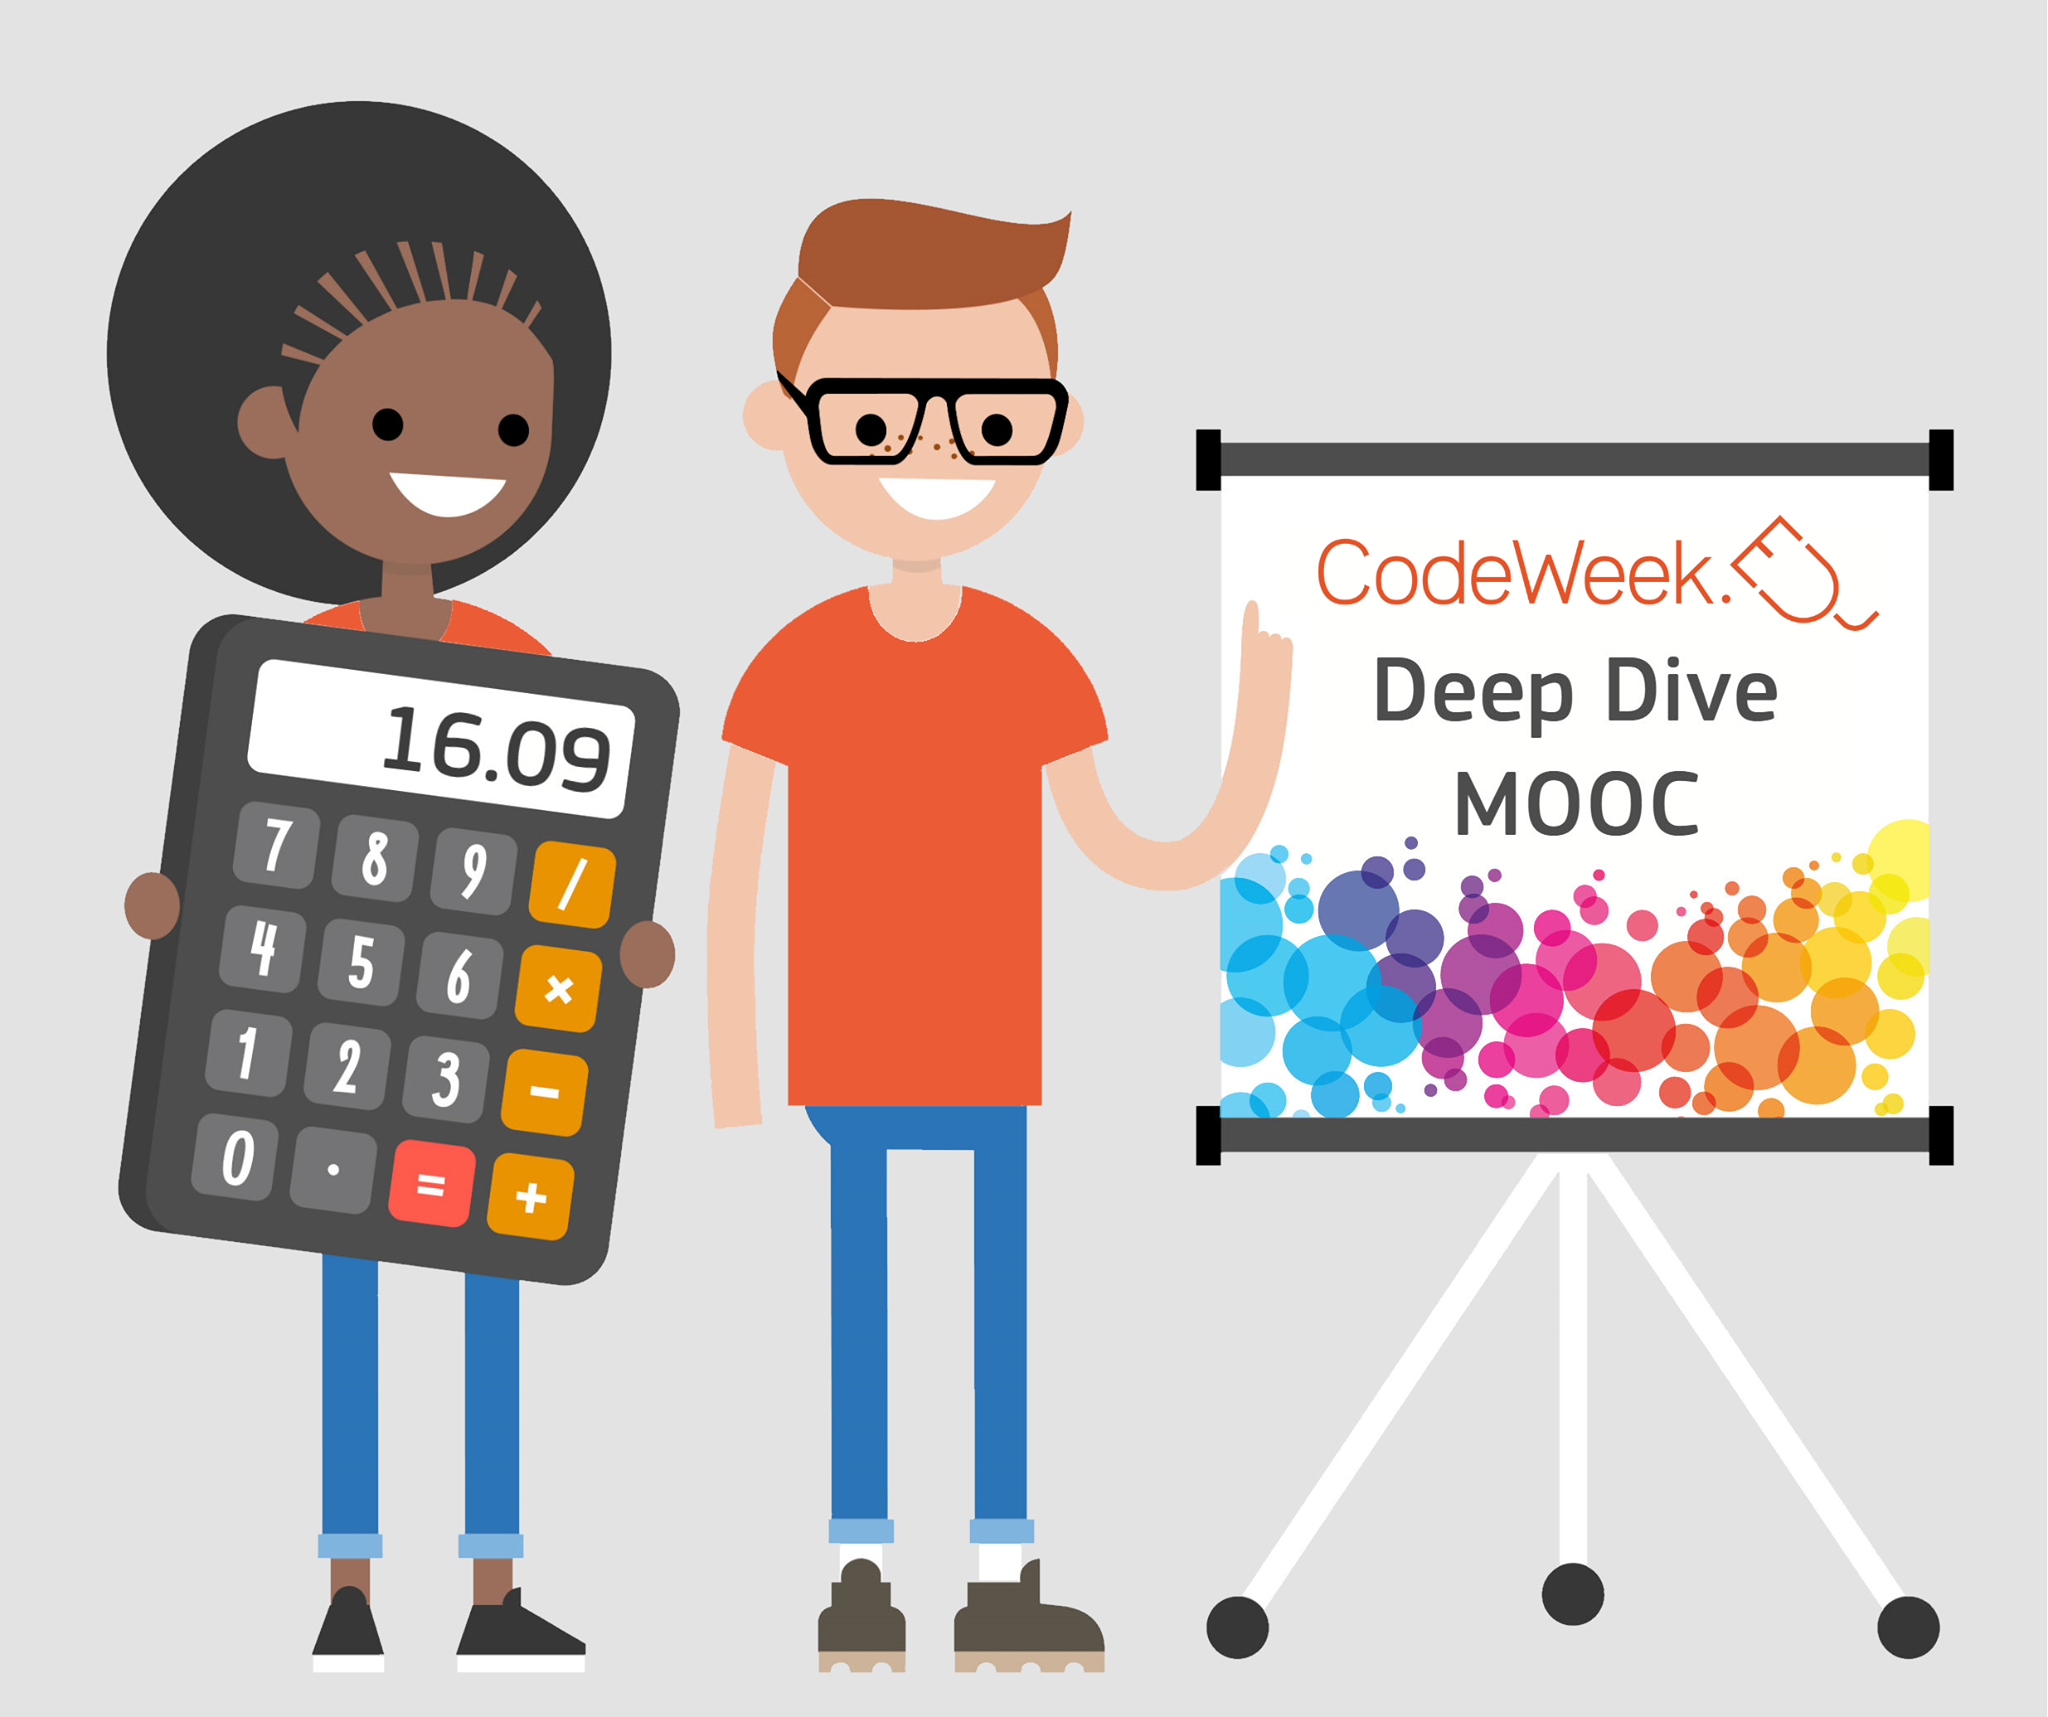 16.09
7 8 9 /
4 5 6 ×
1 2 3 −
0 . = +
CodeWeek.EU
Deep Dive
MOOC